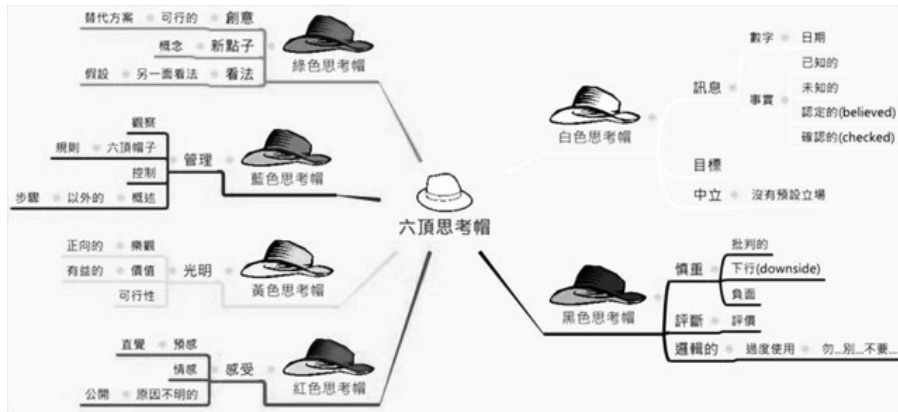 替代方案 可行的 創意
概念 新點子
假設 另一面看法 看法
綠色思考帽
觀察
規則 六頂帽子
管理
控制
步驟 以外的 概述
藍色思考帽
正向的 樂觀
有益的 價值
光明
可行性
黃色思考帽
直覺 預感
情感
感受
公開 原因不明的
紅色思考帽
六頂思考帽
白色思考帽
訊息
數字 日期
事實
已知的
未知的
認定的(believed)
確認的(checked)
目標
中立 沒有預設立場
黑色思考帽
慎重
批判的
下行(downside)
負面
評斷 評價
邏輯的 過度使用 勿...別...不要...